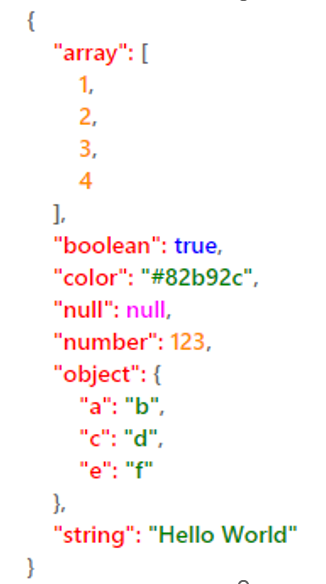 {
"array": [
1,
2,
3,
4
],
"boolean": true,
"color": "#82b92c",
"null": null,
"number": 123,
"object": {
"a": "b",
"c": "d",
"e": "f"
},
"string": "Hello World"
}